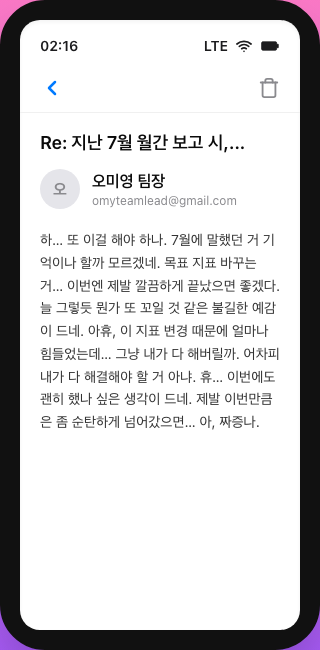 02:16
LTE
Re: 지난 7월 월간 보고 시,...
오
오미영 팀장
omyteamlead@gmail.com
하... 또 이걸 해야 하나. 7월에 말했던 거 기
억이나 할까 모르겠네. 목표 지표 바꾸는
거... 이번엔 제발 깔끔하게 끝났으면 좋겠다.
늘 그렇듯 뭔가 또 꼬일 것 같은 불길한 예감
이 드네. 아휴, 이 지표 변경 때문에 얼마나
힘들었는데... 그냥 내가 다 해버릴까. 어차피
내가 다 해결해야 할 거 아냐. 휴... 이번에도
괜히 했나 싶은 생각이 드네. 제발 이번만큼
은 좀 순탄하게 넘어갔으면... 아, 짜증나.